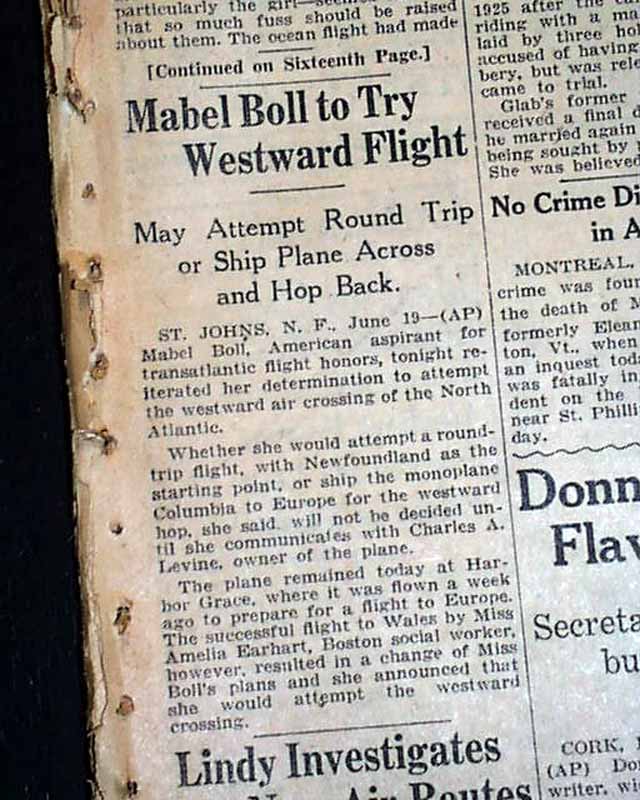 particularly the girl—seemed
that so much fuss should be raised
about them. The ocean flight had made
[Continued on Sixteenth Page.]
Mabel Boll to Try
Westward Flight
May Attempt Round Trip
or Ship Plane Across
and Hop Back.
ST. JOHNS, N. F., June 19—(AP)
Mabel Boll, American aspirant for
transatlantic flight honors, tonight re-
iterated her determination to attempt
the westward air crossing of the North
Atlantic.
Whether she would attempt a round-
trip flight, with Newfoundland as the
starting point, or ship the monoplane
Columbia to Europe for the westward
hop, she said, will not be decided un-
til she communicates with Charles A.
Levine, owner of the plane.
The plane remained today at Har-
bor Grace, where it was flown a week
ago to prepare for a flight to Europe.
The successful flight to Wales by Miss
Amelia Earhart, Boston social worker,
however, resulted in a change of Miss
Boll's plans and she announced that
she would attempt the westward
crossing.
Lindy Investigates
Air Routes
1925 after the
riding with a
laid by three
accused of having
bery, but was
came to trial.
Glab's former
received a final
he married again
being sought by
She was believed
No Crime
in
MONTREAL,
crime was
the death of
formerly
ton, Vt., when
an inquest
was fatally
dent on the
near St.
day.
Donn
Flav
Secreta
bu
CORK,
(AP)
writer,